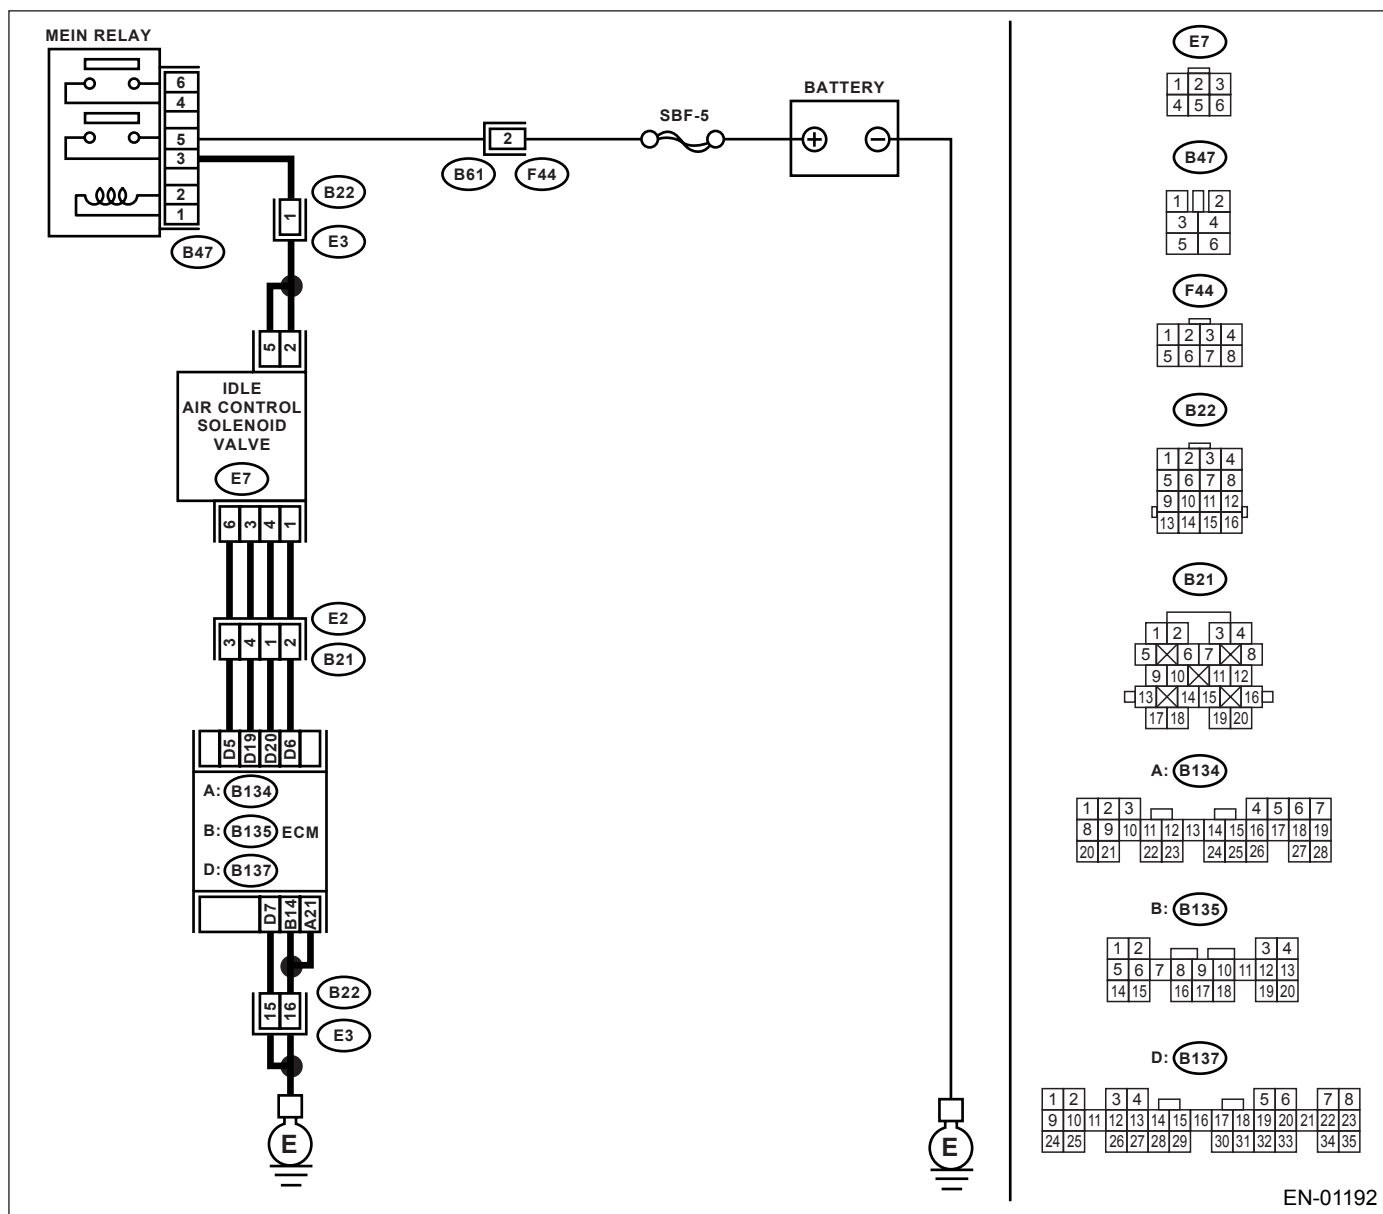 MEIN RELAY
6
4
5
3
2
1
B47
2
B61
F44
SBF-5
BATTERY
+
−
1
B22
E3
5 2
IDLE
AIR CONTROL
SOLENOID
VALVE
E7
6 3 4 1
E2
3 4 1 2
B21
D5 D19 D20 D6
A: B134
B: B135 ECM
D: B137
D7 B14 A21
B22
15 16
E3
E
E
E7
1 2 3
4 5 6
B47
1 2
3 4
5 6
F44
1 2 3 4
5 6 7 8
B22
1 2 3 4
5 6 7 8
9 10 11 12
13 14 15 16
B21
1 2 3 4
5 6 7 8
9 10 11 12
13 14 15 16
17 18 19 20
A: B134
1 2 3 4 5 6 7
8 9 10 11 12 13 14 15 16 17 18 19
20 21 22 23 24 25 26 27 28
B: B135
1 2 3 4
5 6 7 8 9 10 11 12 13
14 15 16 17 18 19 20
D: B137
1 2 3 4 5 6 7 8
9 10 11 12 13 14 15 16 17 18 19 20 21 22 23
24 25 26 27 28 29 30 31 32 33 34 35
EN-01192